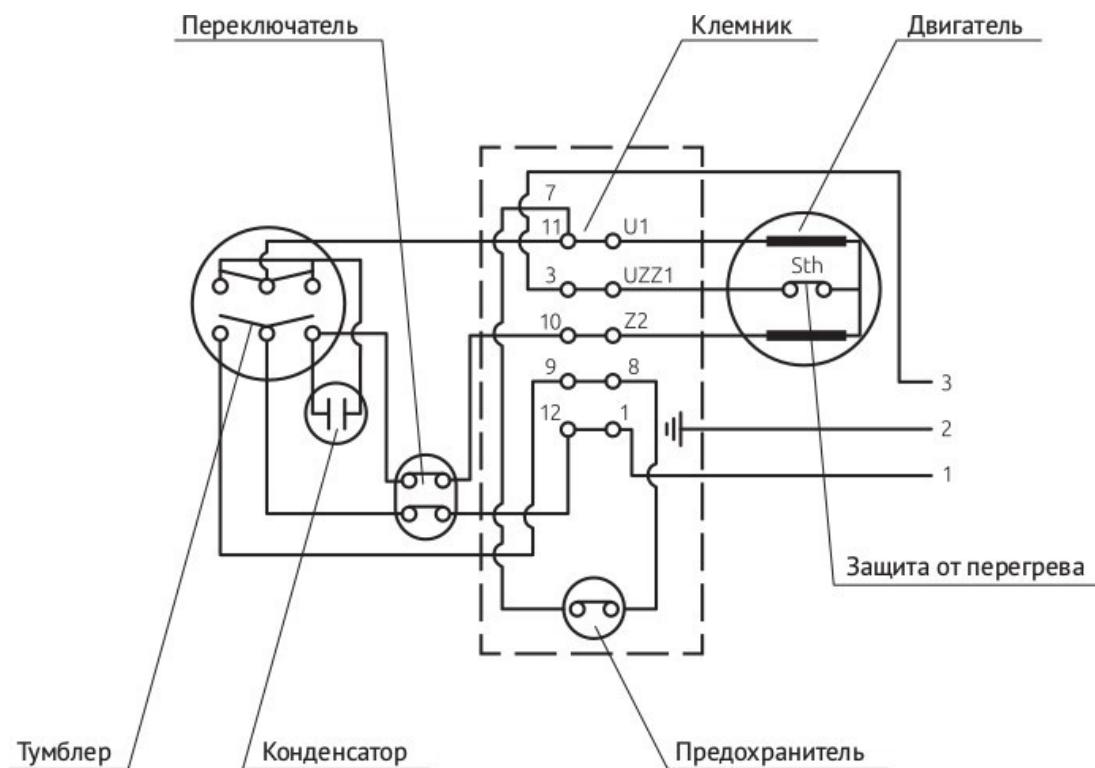 Переключатель
Клемник
Двигатель
7
11
U1
3
UZZ1
Sth
10
Z2
9
8
3
12
1
2
1
Защита от перегрева
Тумблер
Конденсатор
Предохранитель